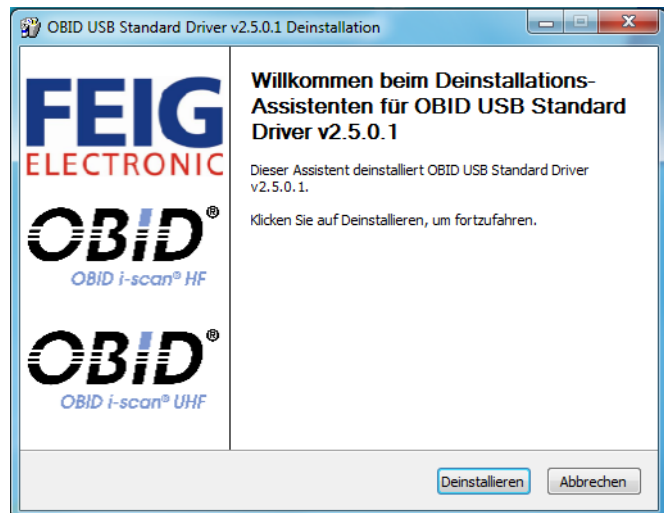 OBID USB Standard Driver v2.5.0.1 Deinstallation
FEIG
ELECTRONIC
OBID®
OBID i-scan® HF
OBID®
OBID i-scan® UHF
Willkommen beim Deinstallations-
Assistenten für OBID USB Standard
Driver v2.5.0.1
Dieser Assistent deinstalliert OBID USB Standard Driver
v2.5.0.1.
Klicken Sie auf Deinstallieren, um fortzufahren.
Deinstallieren
Abbrechen